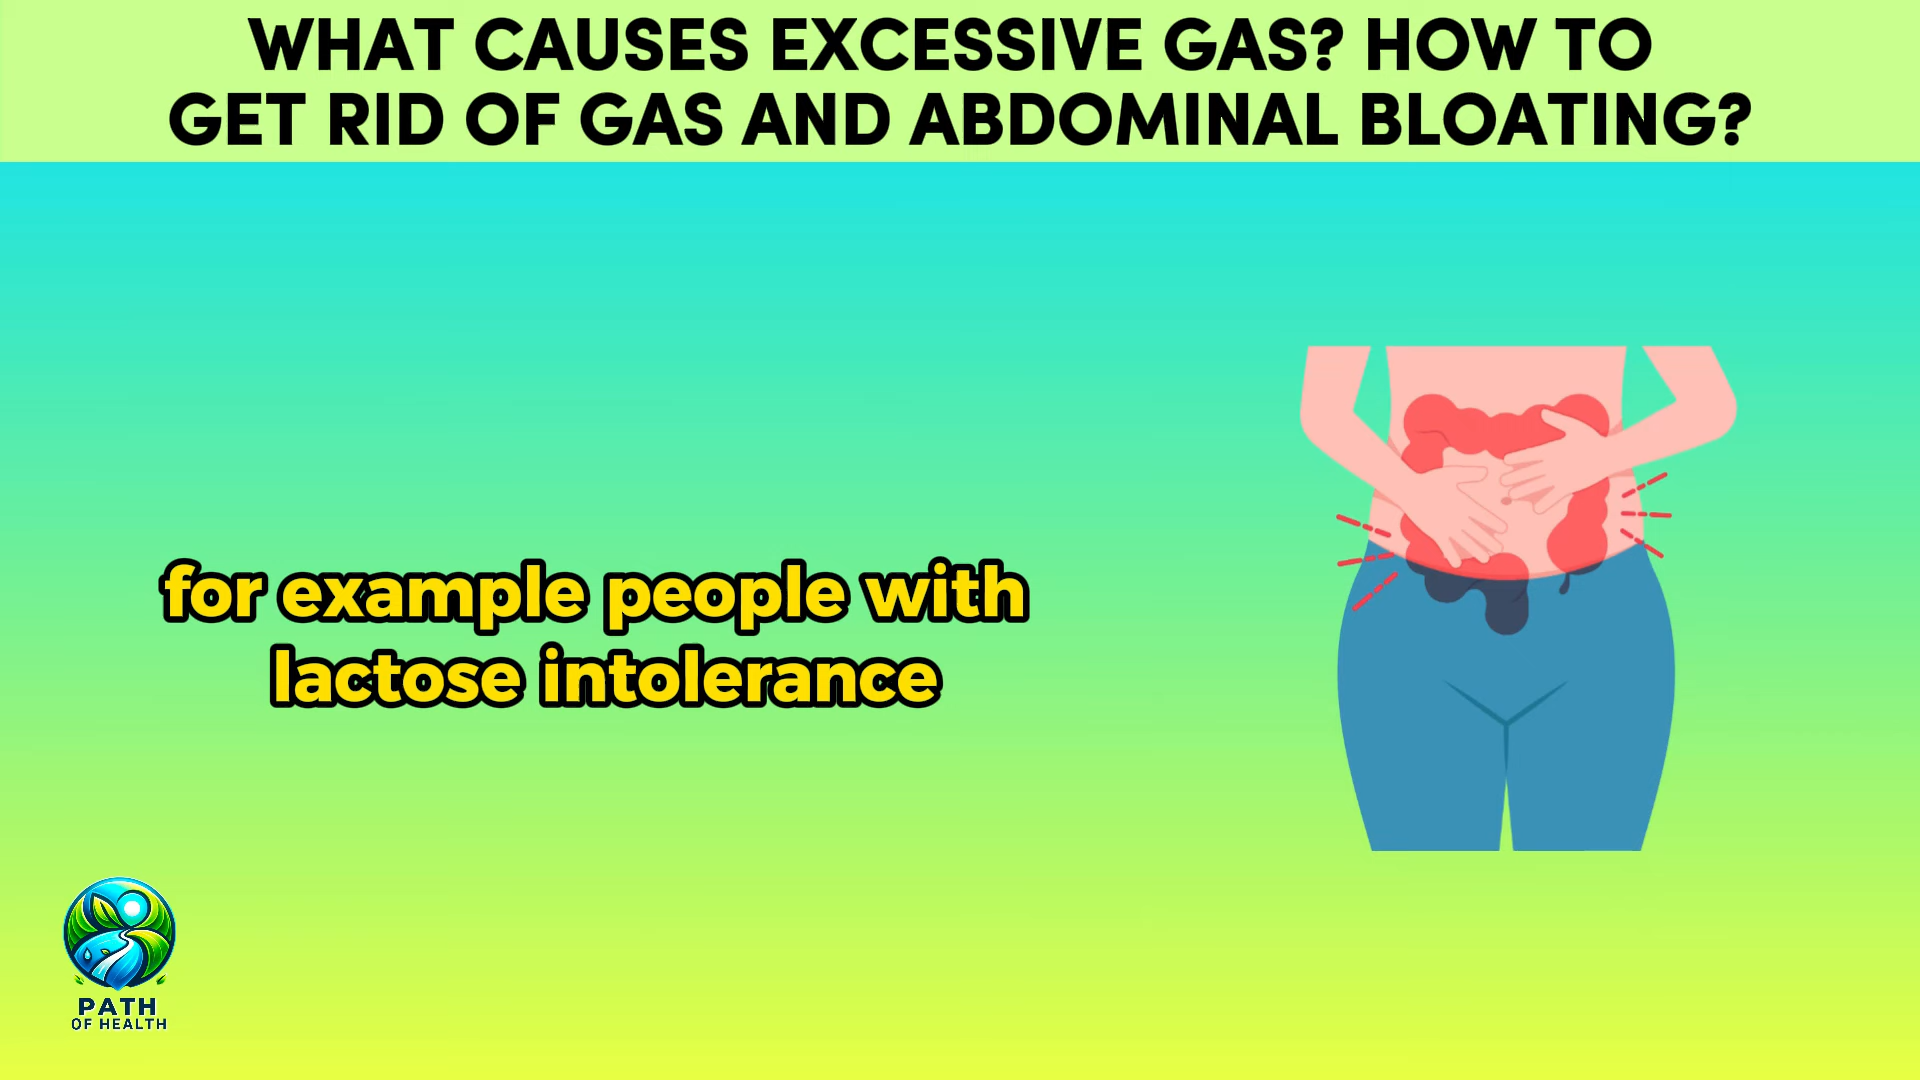 WHAT CAUSES EXCESSIVE GAS? HOW TO
GET RID OF GAS AND ABDOMINAL BLOATING?
for example people with
lactose intolerance
PATH
OF HEALTH